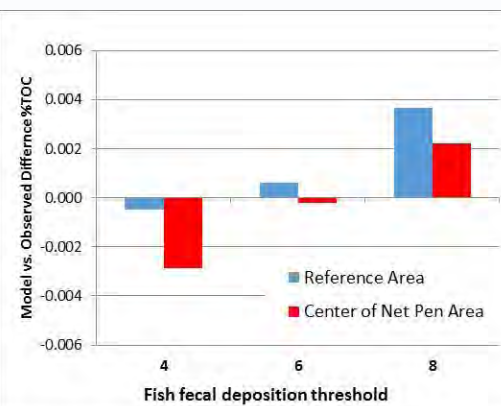 0.006
0.004
0.002
0.000
-0.002
-0.004
-0.006
Model vs. Observed Differnce %TOC
Reference Area
Center of Net Pen Area
4 6 8
Fish fecal deposition threshold